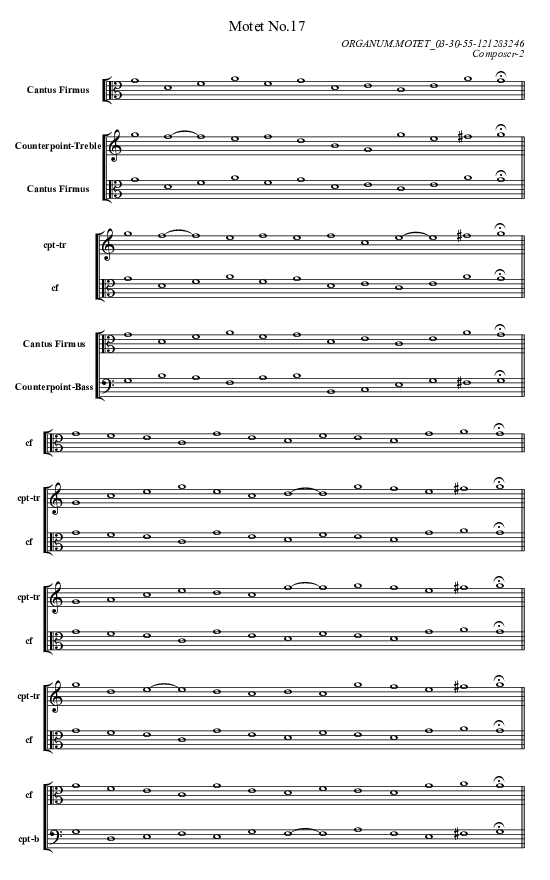 Motet No.17
ORGANUM.MOTET_03-30-55-121283246
Composer-2
Cantus Firmus
Counterpoint-Treble
Cantus Firmus
cpt-tr
cf
Cantus Firmus
Counterpoint-Bass
cf
cpt-tr
cf
cpt-tr
cf
cpt-tr
cf
cf
cpt-b